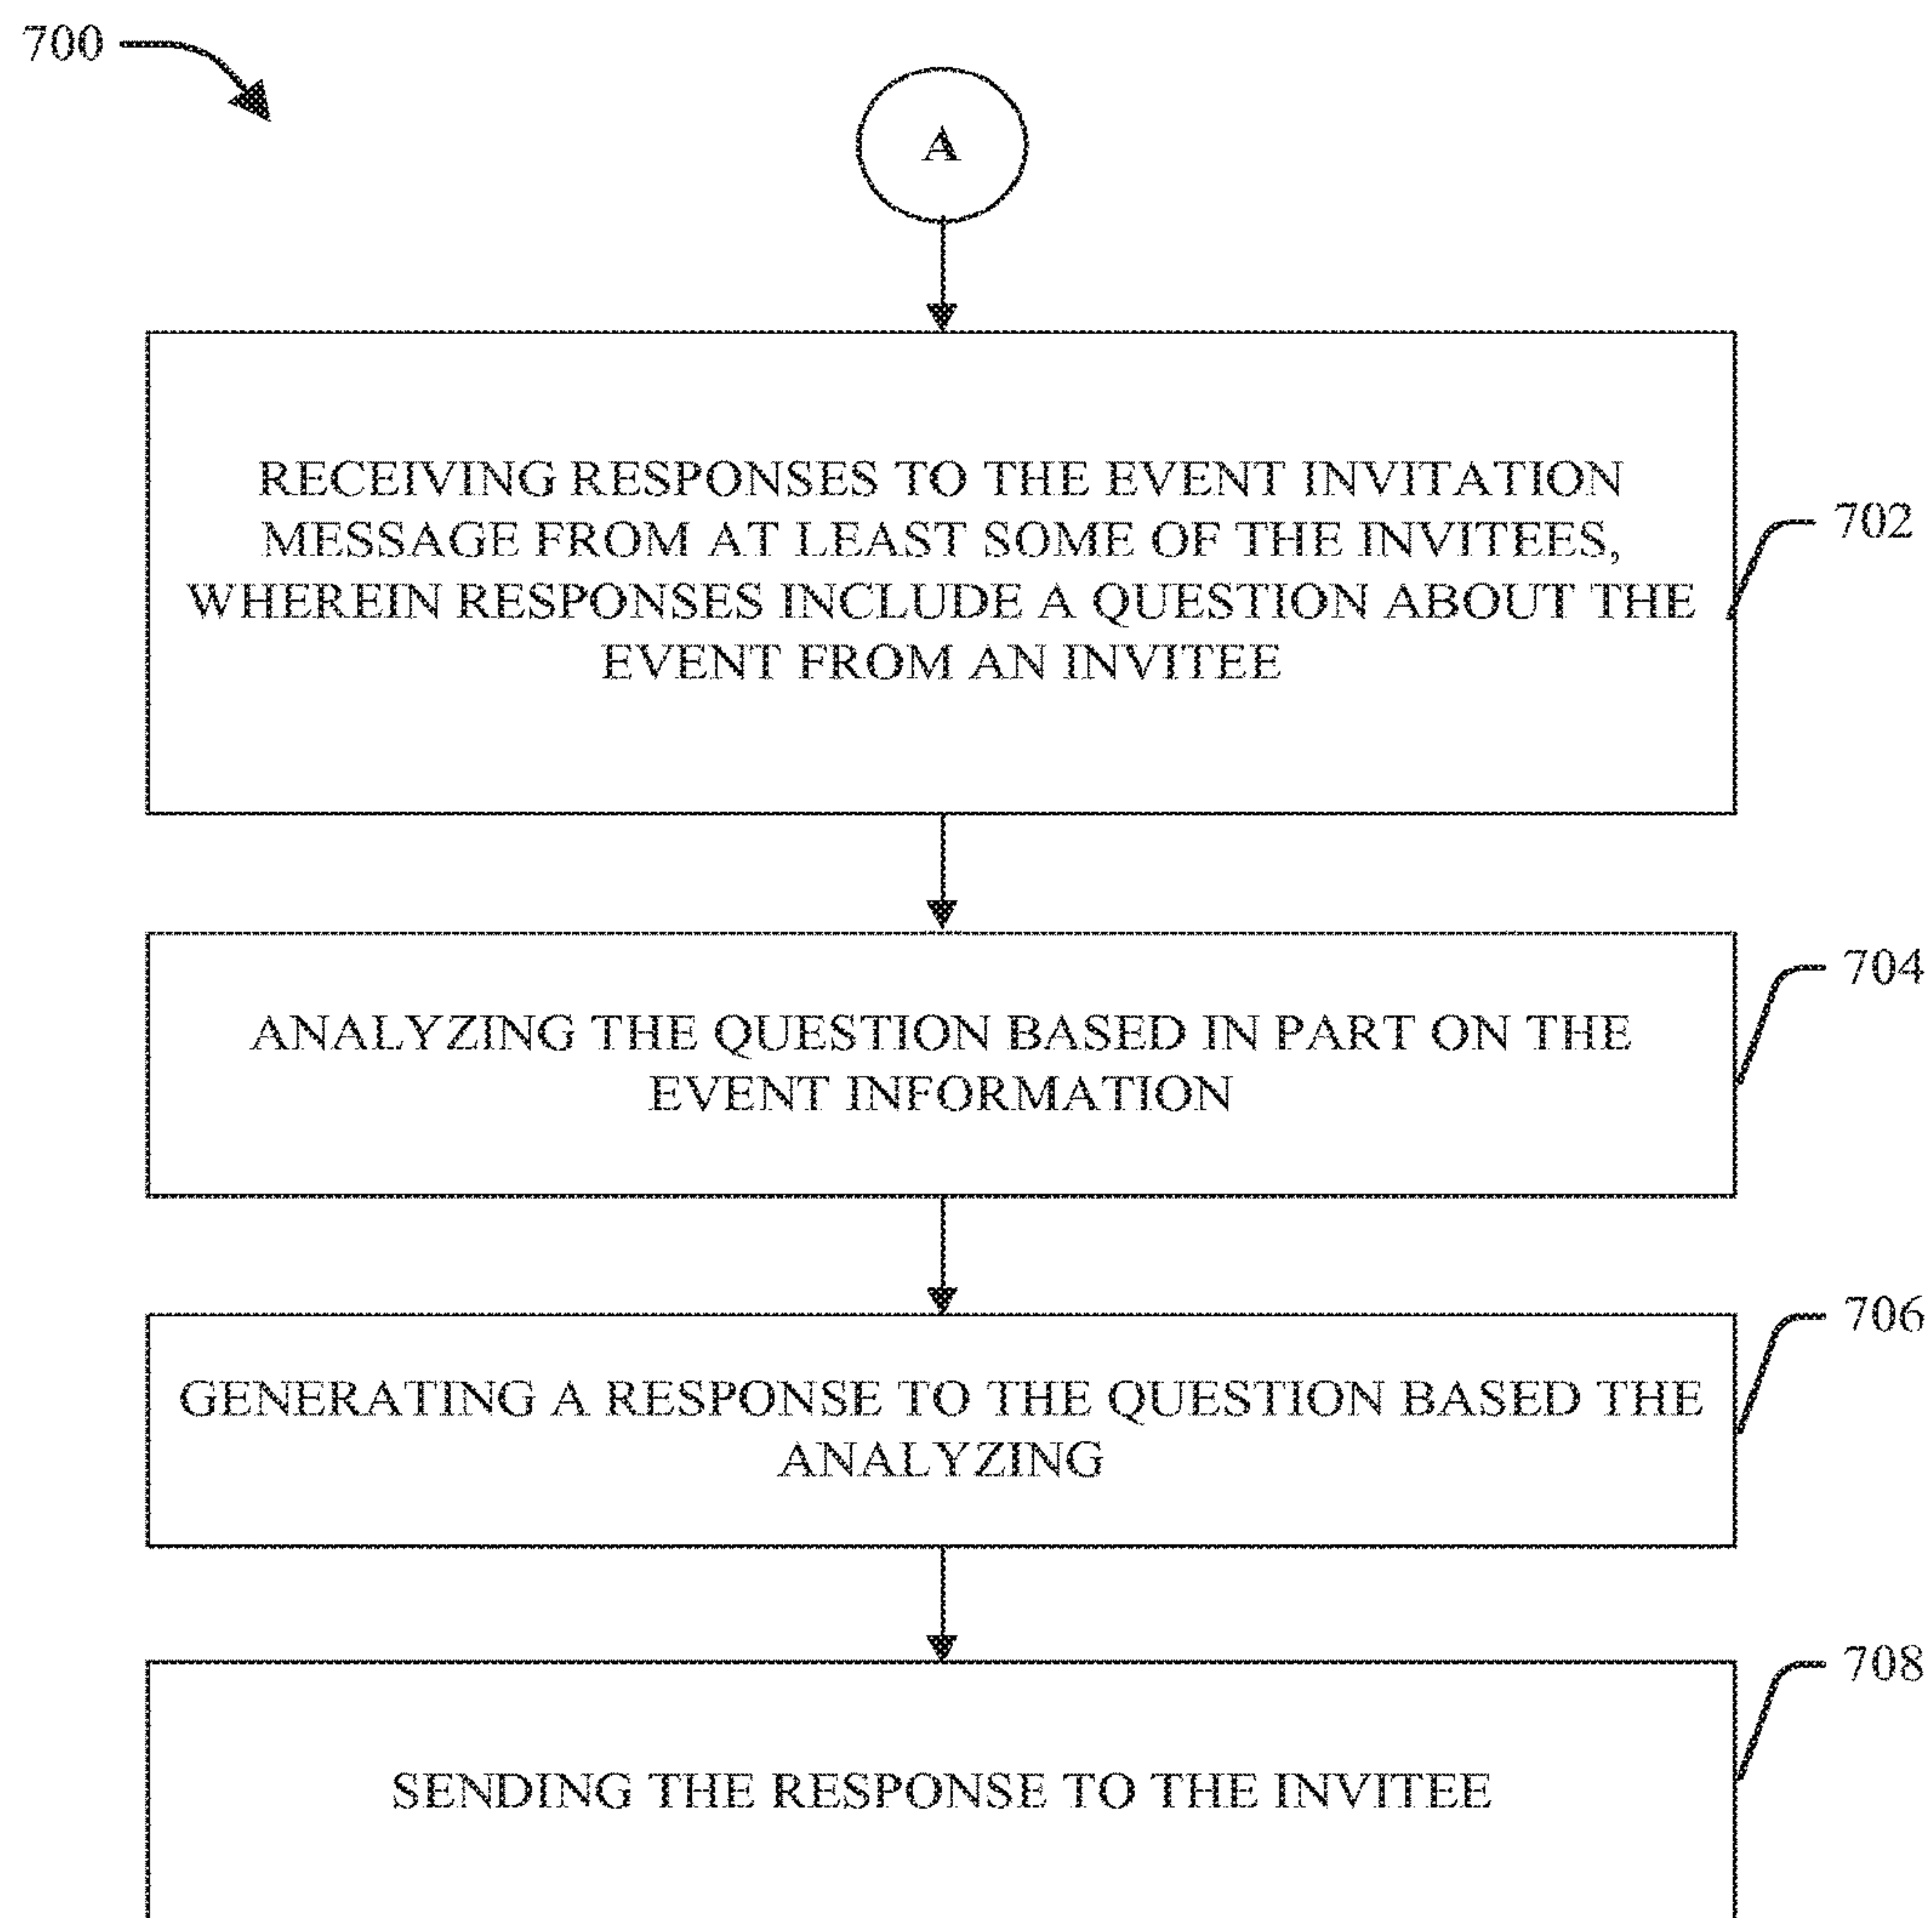 700
A
RECEIVING RESPONSES TO THE EVENT INVITATION
MESSAGE FROM AT LEAST SOME OF THE INVITEES,
WHEREIN RESPONSES INCLUDE A QUESTION ABOUT THE
EVENT FROM AN INVITEE
702
ANALYZING THE QUESTION BASED IN PART ON THE
EVENT INFORMATION
704
GENERATING A RESPONSE TO THE QUESTION BASED THE
ANALYZING
706
SENDING THE RESPONSE TO THE INVITEE
708